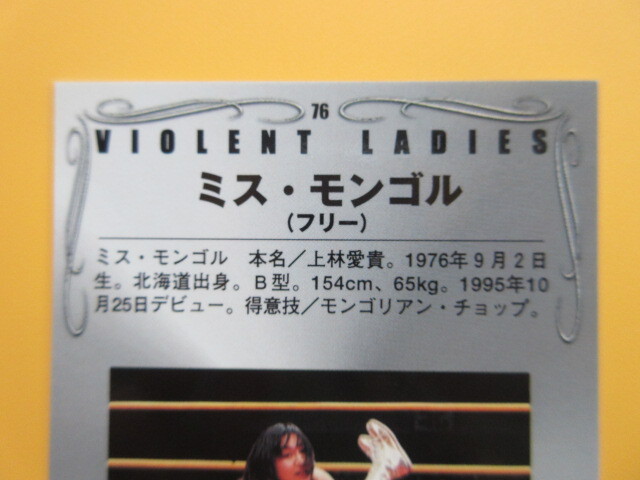 76
VIOLENT LADIES
ミス・モンゴル
（フリー）
ミス・モンゴル　本名／上林愛貴。1976年９月２日
生。北海道出身。Ｂ型。154cm、65kg。1995年10
月25日デビュー。得意技／モンゴリアン・チョップ。